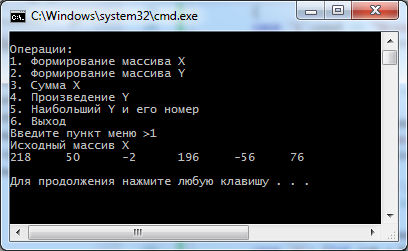 C:\Windows\system32\cmd.exe
Операции:
1. Формирование массива X
2. Формирование массива Y
3. Сумма X
4. Произведение Y
5. Наибольший Y и его номер
6. Выход
Введите пункт меню >1
Исходный массив X
218 50 -2 196 -56 76
Для продолжения нажмите любую клавишу . . .